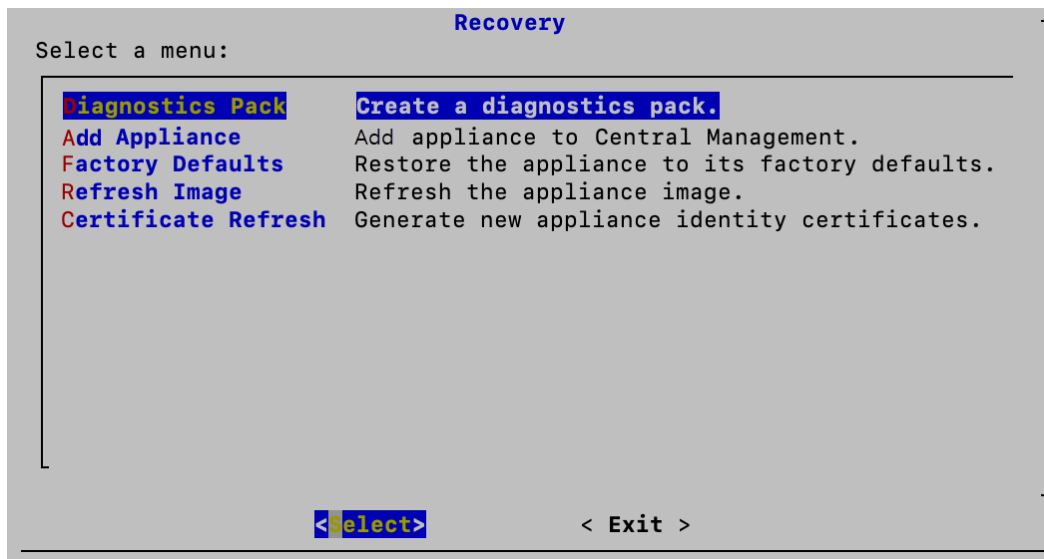 Recovery
Select a menu:
Diagnostics Pack Create a diagnostics pack.
Add Appliance Add appliance to Central Management.
Factory Defaults Restore the appliance to its factory defaults.
Refresh Image Refresh the appliance image.
Certificate Refresh Generate new appliance identity certificates.
<Select> < Exit >